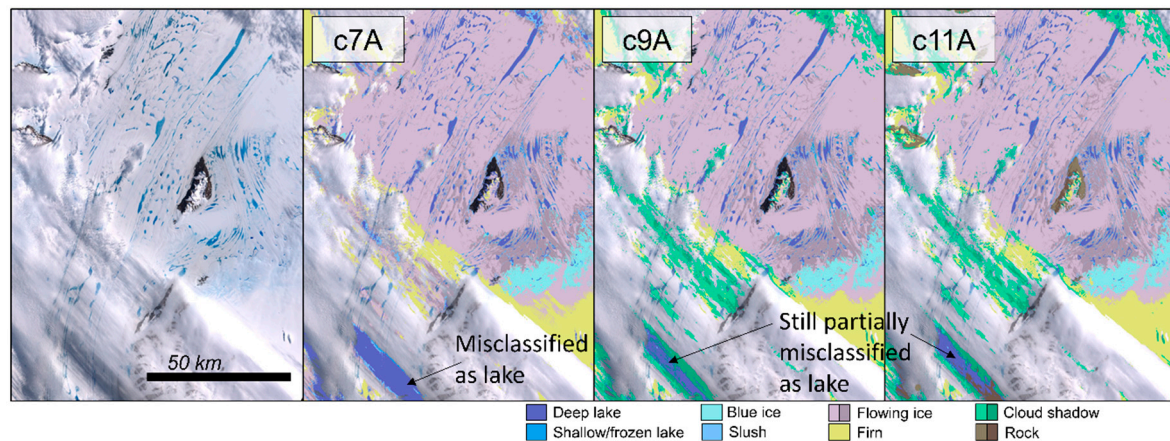 c7A
c9A
c11A
50 km
Misclassified
as lake
Still partially
misclassified
as lake
Deep lake
Blue ice
Flowing ice
Cloud shadow
Shallow/frozen lake
Slush
Firn
Rock